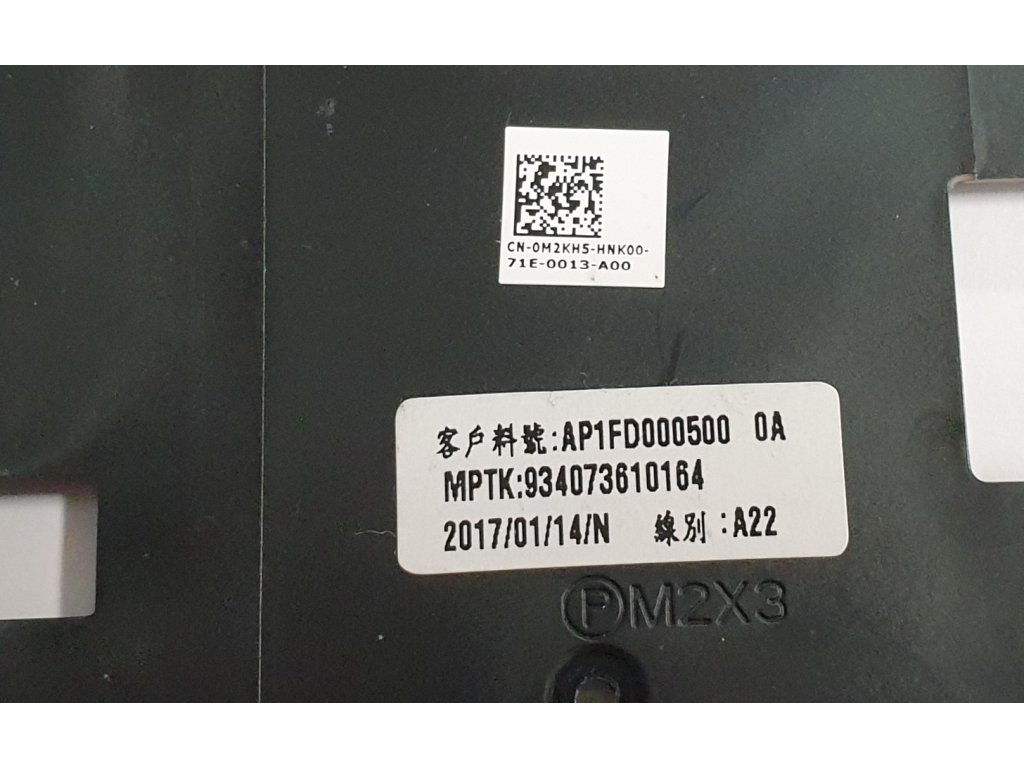 CN-0M2KH5-HNK00-
71E-0013-A00
客戶料號:AP1FD000500 0A
MPTK:934073610164
2017/01/14/N 線別:A22
Ⓟ M2X3